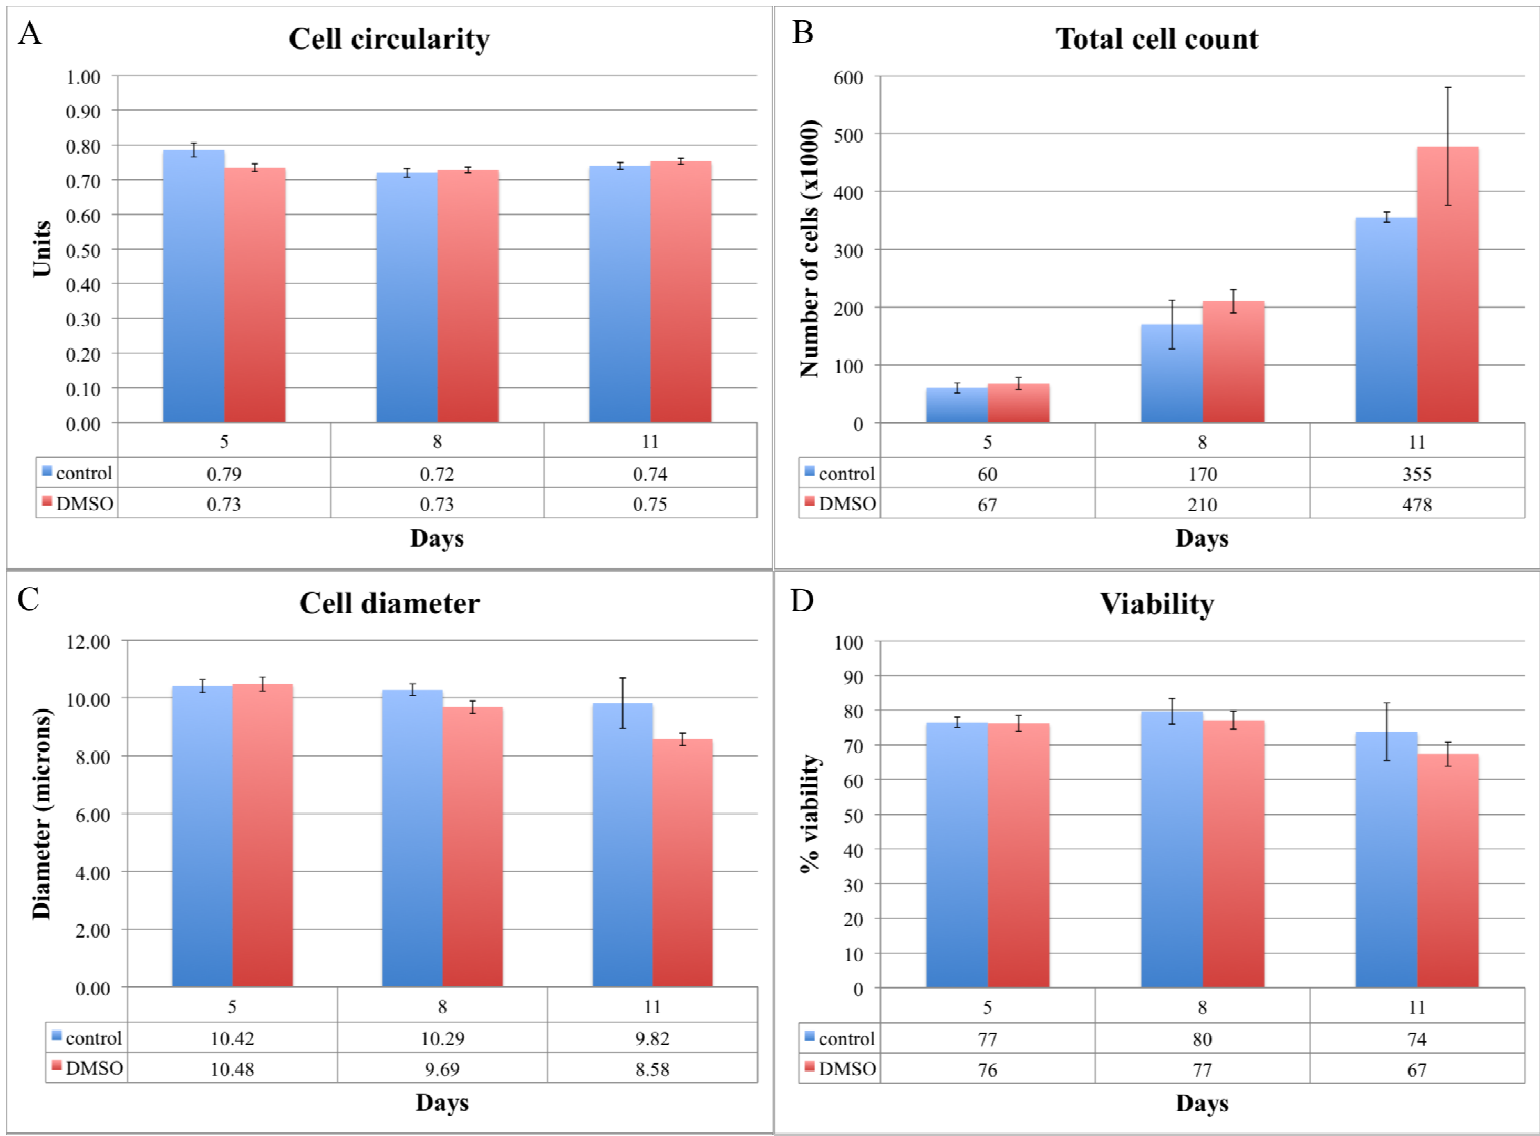 A
Cell circularity
1.00
0.90
0.80
0.70
0.60
0.50
0.40
0.30
0.20
0.10
0.00
Units
5 8 11
control 0.79 0.72 0.74
DMSO 0.73 0.73 0.75
Days
B
Total cell count
600
500
400
300
200
100
0
Number of cells (x1000)
5 8 11
control 60 170 355
DMSO 67 210 478
Days
C
Cell diameter
12.00
10.00
8.00
6.00
4.00
2.00
0.00
Diameter (microns)
5 8 11
control 10.42 10.29 9.82
DMSO 10.48 9.69 8.58
Days
D
Viability
100
90
80
70
60
50
40
30
20
10
0
% viability
5 8 11
control 77 80 74
DMSO 76 77 67
Days